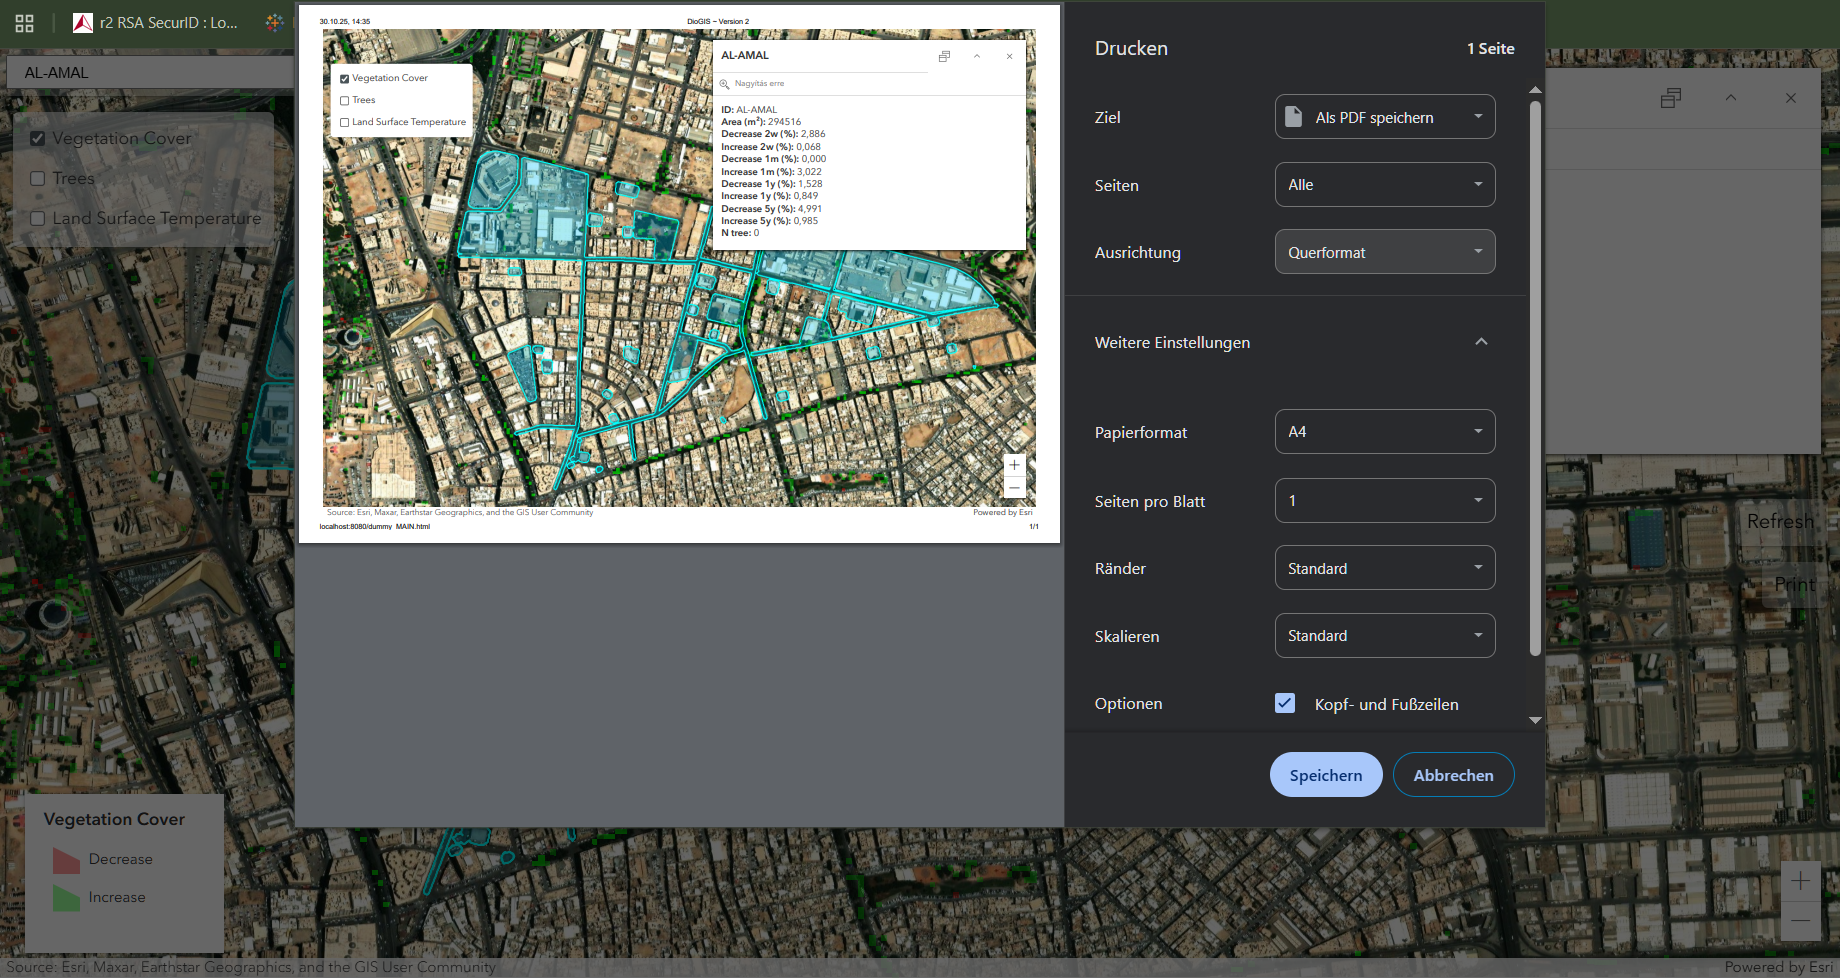 r2 RSA SecurID : Lo...
AL-AMAL
Vegetation Cover
Trees
Land Surface Temperature
30.10.25, 14:35
DioGIS – Version 2
Vegetation Cover
Trees
Land Surface Temperature
AL-AMAL
Nagyítás erre
ID: AL-AMAL
Area (m²): 294516
Decrease 2w (%): 2,886
Increase 2w (%): 0,068
Decrease 1m (%): 0,000
Increase 1m (%): 3,022
Decrease 1y (%): 1,528
Increase 1y (%): 0,849
Decrease 5y (%): 4,991
Increase 5y (%): 0,985
N tree: 0
Source: Esri, Maxar, Earthstar Geographics, and the GIS User Community
Powered by Esri
localhost:8080/dummy_MAIN.html
1/1
Drucken
1 Seite
Ziel
Als PDF speichern
Seiten
Alle
Ausrichtung
Querformat
Weitere Einstellungen
Papierformat
A4
Seiten pro Blatt
1
Ränder
Standard
Skalieren
Standard
Optionen
Kopf- und Fußzeilen
Speichern
Abbrechen
Refresh
Print
Vegetation Cover
Decrease
Increase
Source: Esri, Maxar, Earthstar Geographics, and the GIS User Community
Powered by Esri